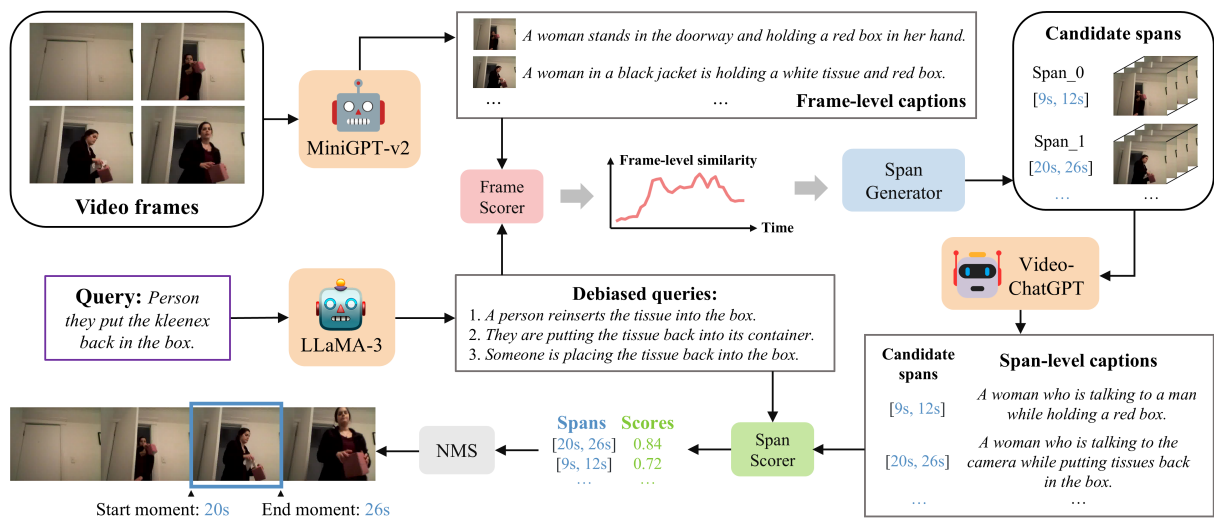 Video frames
MiniGPT-v2
A woman stands in the doorway and holding a red box in her hand.
A woman in a black jacket is holding a white tissue and red box.
...
...
Frame-level captions
Candidate spans
Span_0
[9s, 12s]
Span_1
[20s, 26s]
...
...
Frame
Scorer
Frame-level similarity
Time
Span
Generator
Video-
ChatGPT
Query: Person
they put the kleenex
back in the box.
LLaMA-3
Debiased queries:
1. A person reinserts the tissue into the box.
2. They are putting the tissue back into its container.
3. Someone is placing the tissue back into the box.
Candidate
spans
Span-level captions
[9s, 12s]
A woman who is talking to a man
while holding a red box.
[20s, 26s]
A woman who is talking to the
camera while putting tissues back
in the box.
...
...
Span
Scorer
Spans Scores
[20s, 26s] 0.84
[9s, 12s] 0.72
... ...
NMS
Start moment: 20s
End moment: 26s